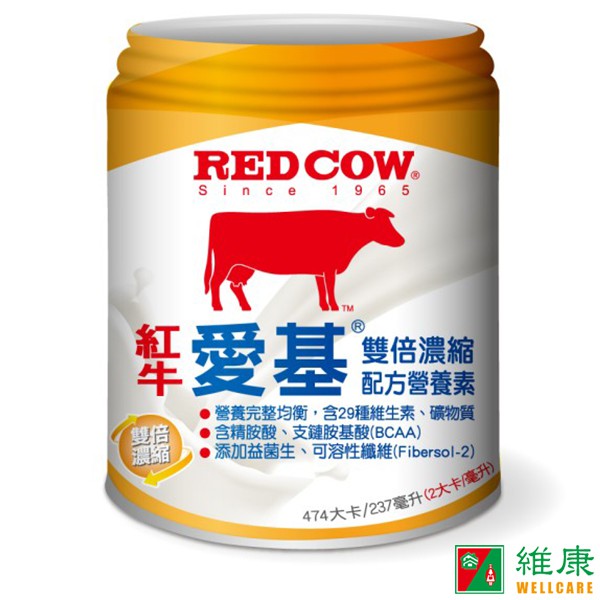 RED COW®
Since 1965
TM
紅牛 愛基® 雙倍濃縮
配方營養素
• 營養完整均衡，含29種維生素、礦物質
• 含精胺酸、支鏈胺基酸(BCAA)
• 添加益菌生、可溶性纖維(Fibersol-2)
雙倍
濃縮
474大卡/237毫升(2大卡/毫升)
維康
WELLCARE